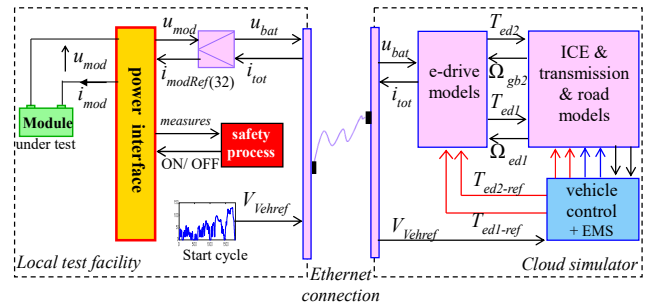 u_mod
i_mod
Module
under test
power interface
u_mod
u_bat
i_modRef(32)
i_tot
measures
ON/ OFF
safety
process
V_Vehref
Start cycle
Local test facility
Ethernet
connection
u_bat
i_tot
e-drive
models
T_ed2
Ω_gb2
T_ed1
Ω_ed1
ICE &
transmission
& road
models
T_ed2-ref
T_ed1-ref
V_Vehref
vehicle
control
+ EMS
Cloud simulator